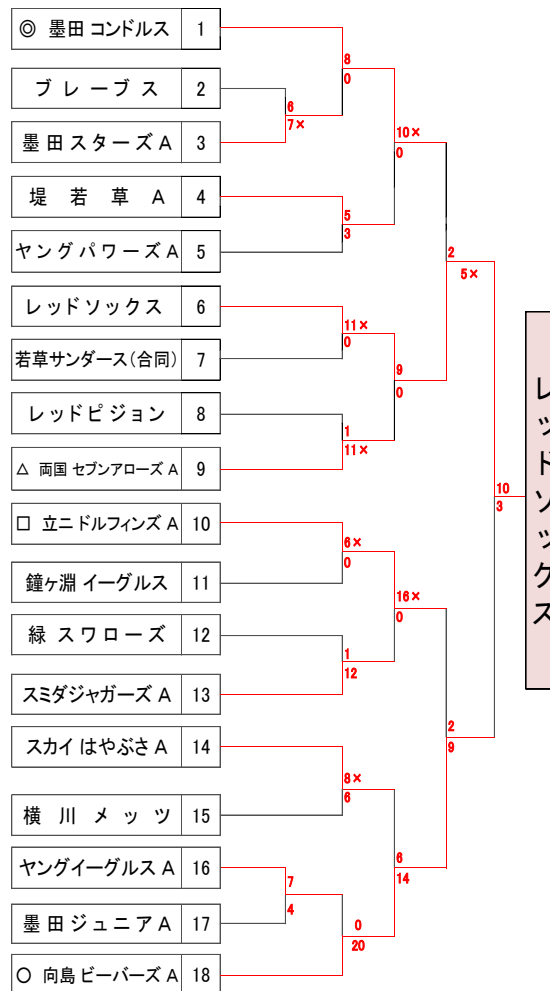 ◎ 墨田 コンドルス 1
ブレーブス 2
墨田スターズ A 3
堤若草 A 4
ヤングパワーズ A 5
レッドソックス 6
若草サンダース(合同) 7
レッドピジョン 8
△ 両国 セブンアローズ A 9
□ 立ニドルフィンズ A 10
鐘ヶ淵 イーグルス 11
緑 スワローズ 12
スミダジャガーズ A 13
スカイ はやぶさ A 14
横川メッツ 15
ヤングイーグルス A 16
墨田ジュニア A 17
○ 向島 ビーバーズ A 18
6
7×
8
0
5
3
11×
0
1
11×
6×
0
1
12
8×
6
7
4
0
20
10×
0
9
0
16×
0
6
14
2
5×
2
9
10
3
レッドソックス